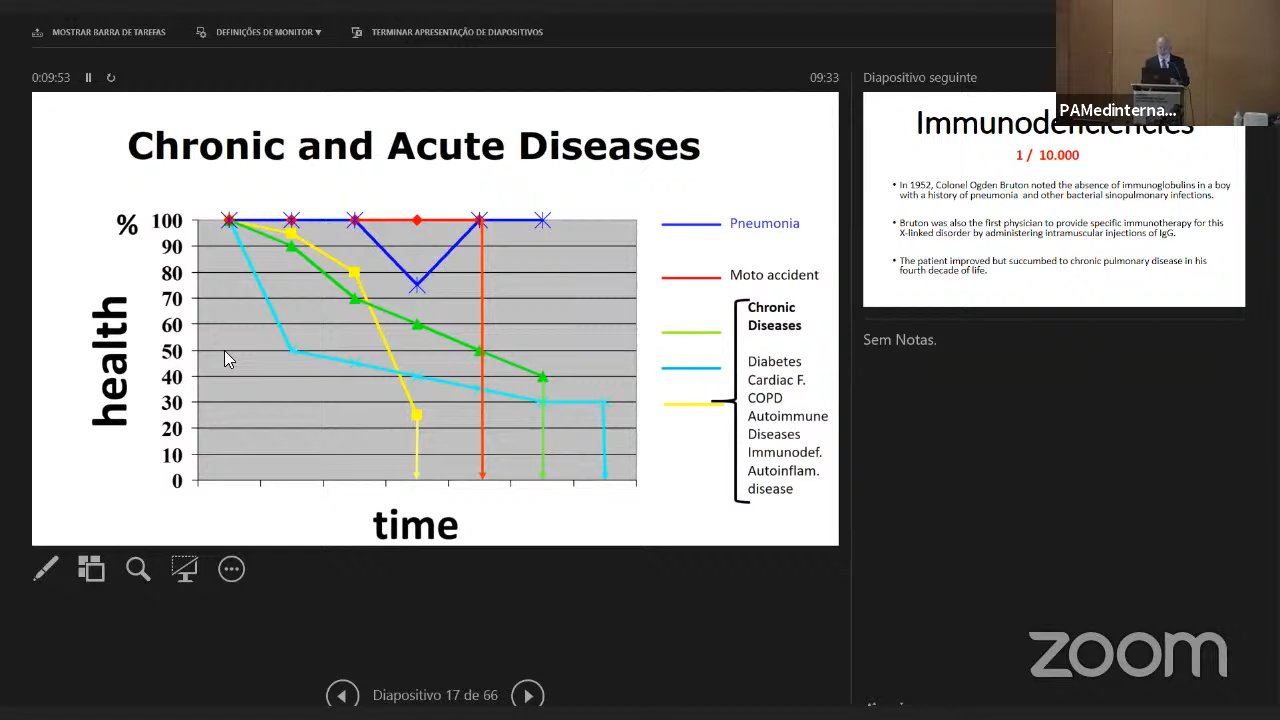 MOSTRAR BARRA DE TAREFAS
DEFINIÇÕES DE MONITOR ▼
TERMINAR APRESENTAÇÃO DE DIAPOSITIVOS
0:09:53
09:33
Chronic and Acute Diseases
%
100
90
80
70
60
50
40
30
20
10
0
health
time
Pneumonia
Moto accident
Chronic
Diseases
Diabetes
Cardiac F.
COPD
Autoimmune
Diseases
Immunodef.
Autoinflam.
disease
Diapositivo 17 de 66
Diapositivo seguinte
PAMedinterna...
Immunodeficiencies
1 / 10.000
• In 1952, Colonel Ogden Bruton noted the absence of immunoglobulins in a boy
with a history of pneumonia and other bacterial sinopulmonary infections.
• Bruton was also the first physician to provide specific immunotherapy for this
X-linked disorder by administering intramuscular injections of IgG.
• The patient improved but succumbed to chronic pulmonary disease in his
fourth decade of life.
Sem Notas.
zoom